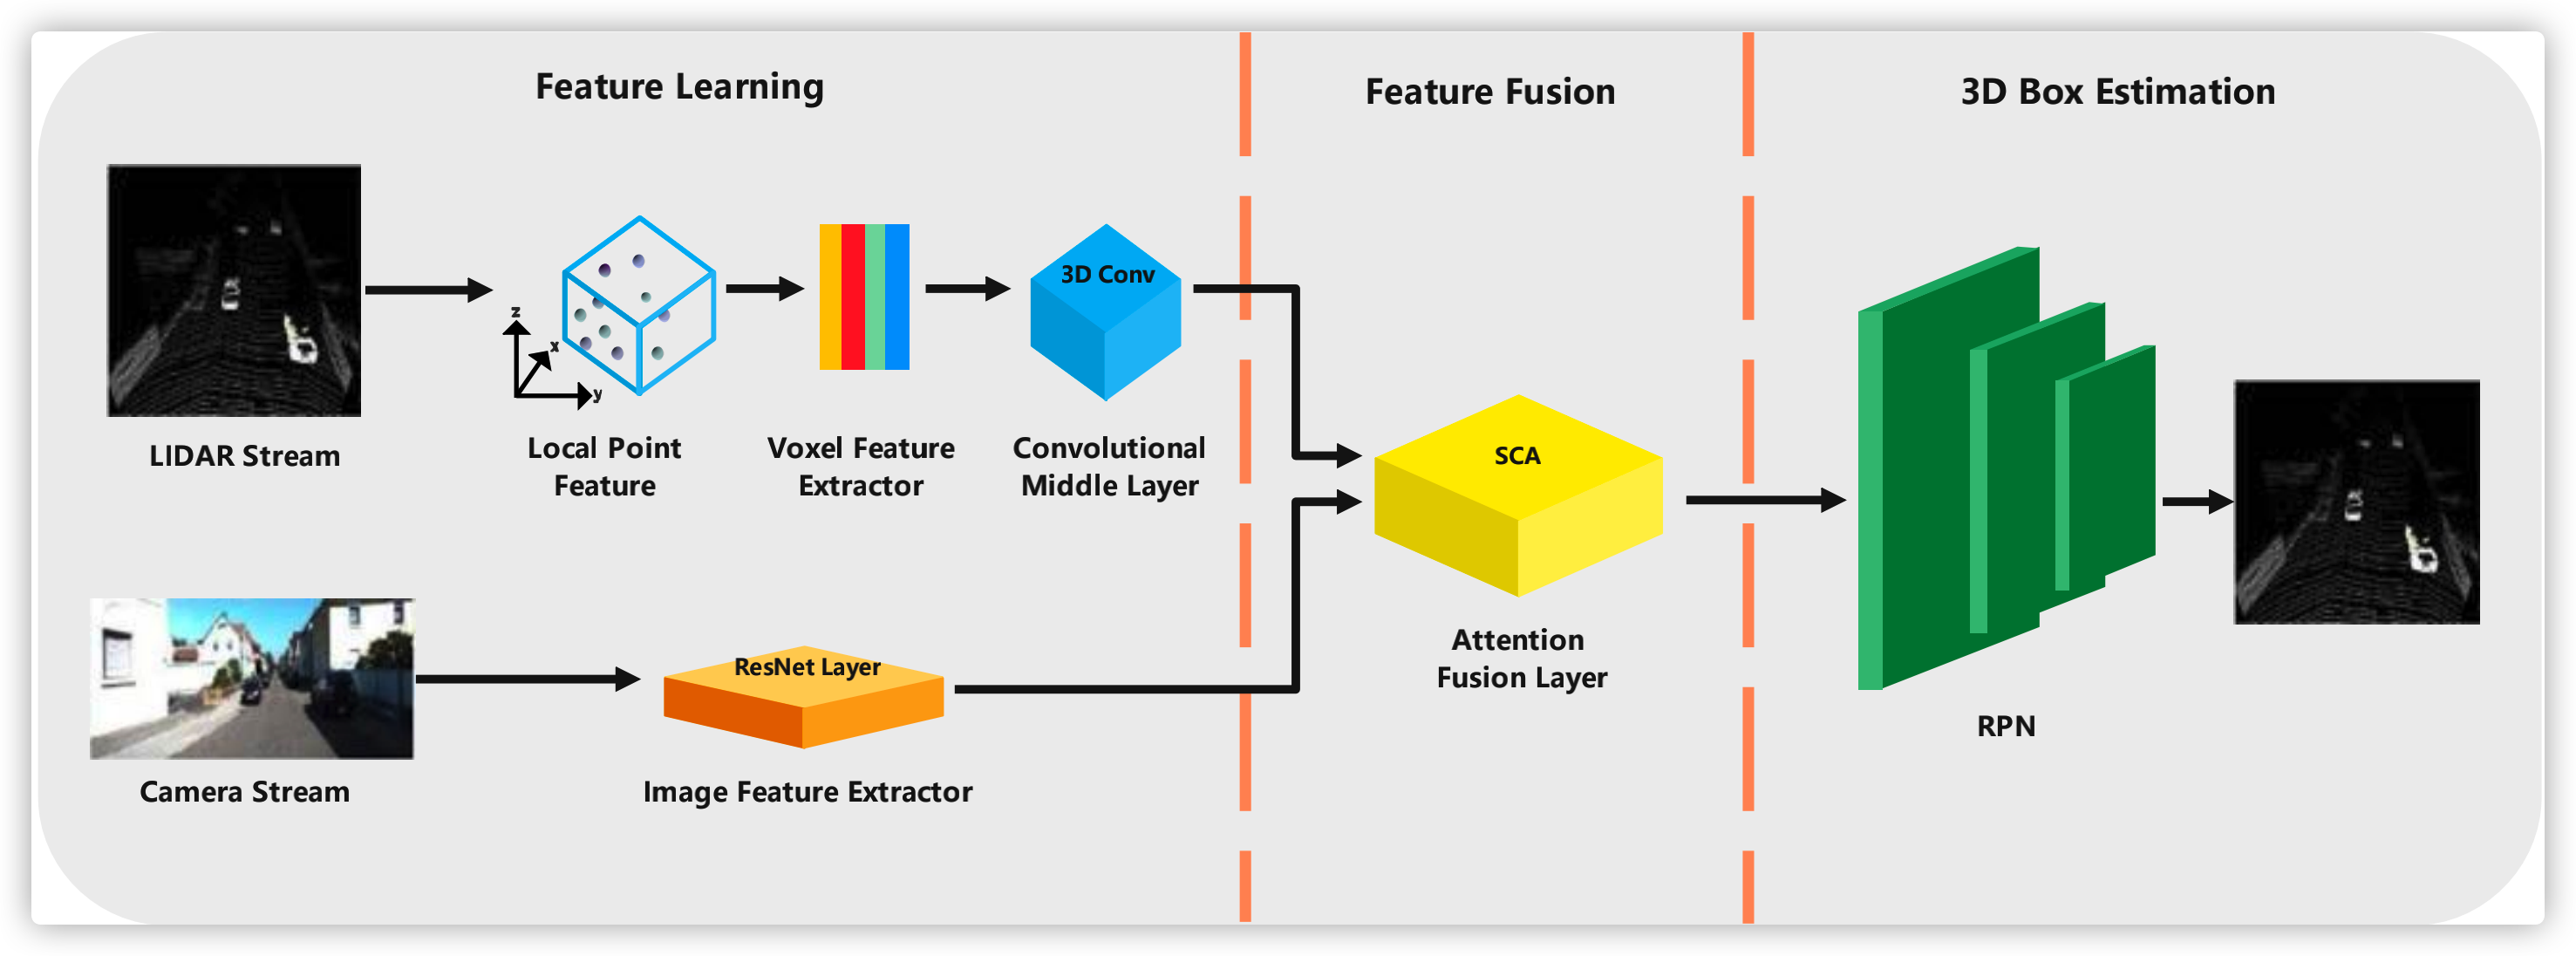 Feature Learning
Feature Fusion
3D Box Estimation
3D Conv
z
x
y
LIDAR Stream
Local Point
Feature
Voxel Feature
Extractor
Convolutional
Middle Layer
SCA
Attention
Fusion Layer
ResNet Layer
Camera Stream
Image Feature Extractor
RPN